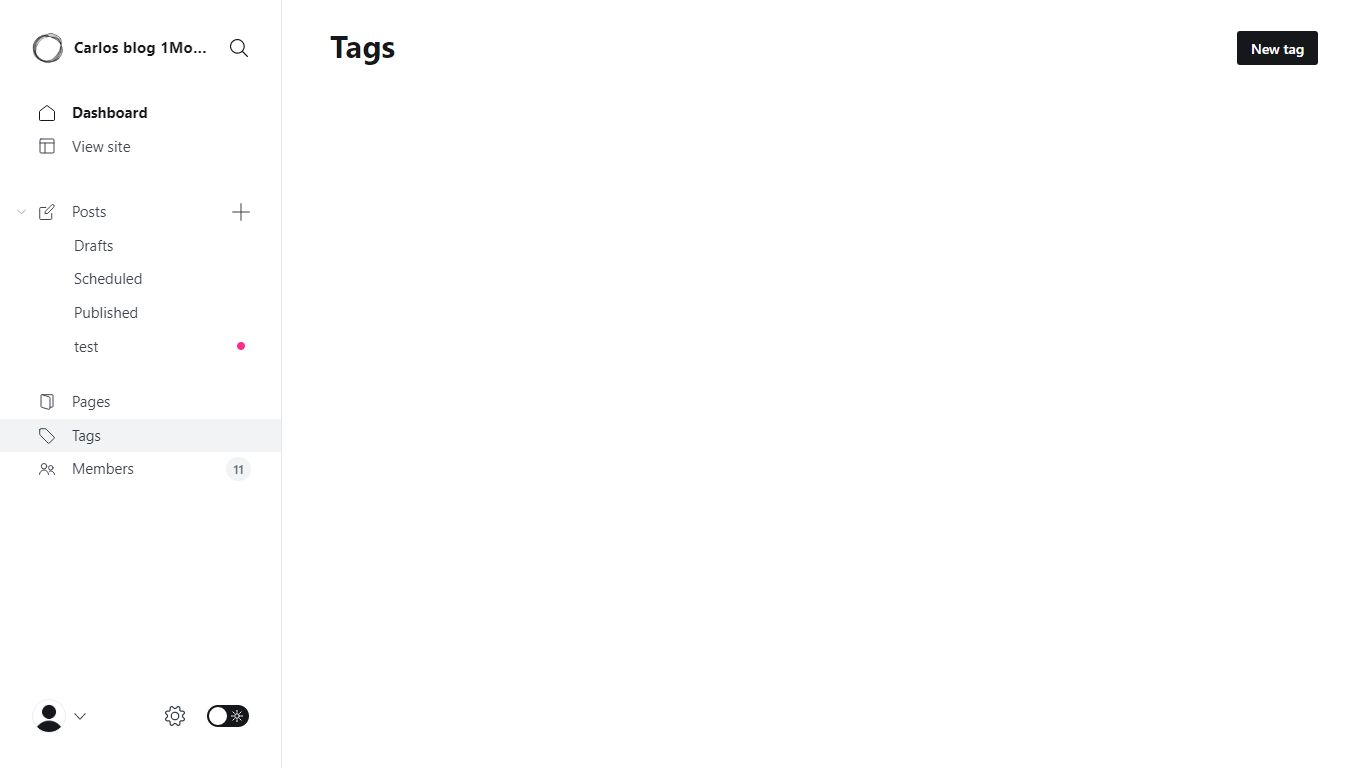 Carlos blog 1Mo...
Dashboard
View site
Posts
Drafts
Scheduled
Published
test
Pages
Tags
Members
11
Tags
New tag